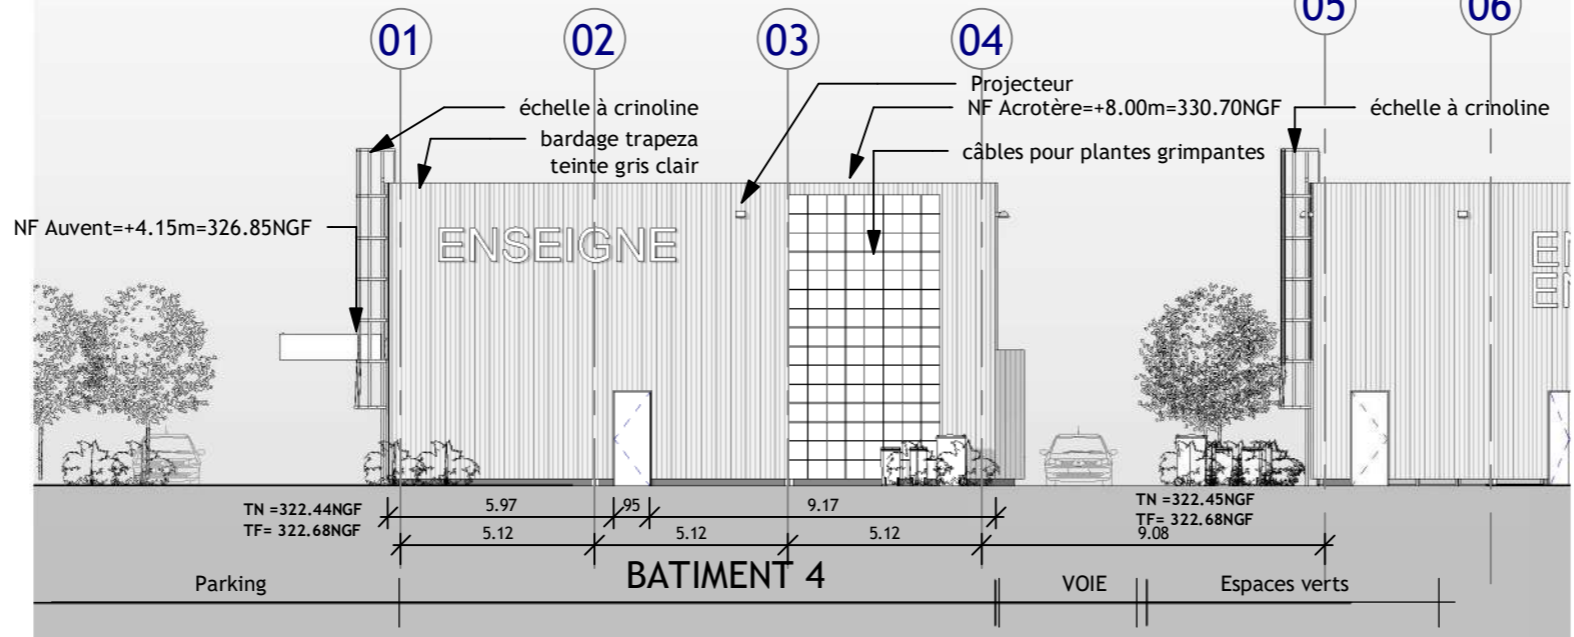 01
02
03
04
05
06
Projecteur
échelle à crinoline
NF Acrotère=+8.00m=330.70NGF
échelle à crinoline
bardage trapeza
teinte gris clair
câbles pour plantes grimpantes
NF Auvent=+4.15m=326.85NGF
ENSEIGNE
TN =322.44NGF
TF= 322.68NGF
5.97
95
9.17
TN =322.45NGF
TF= 322.68NGF
5.12
5.12
5.12
9.08
BATIMENT 4
Parking
VOIE
Espaces verts